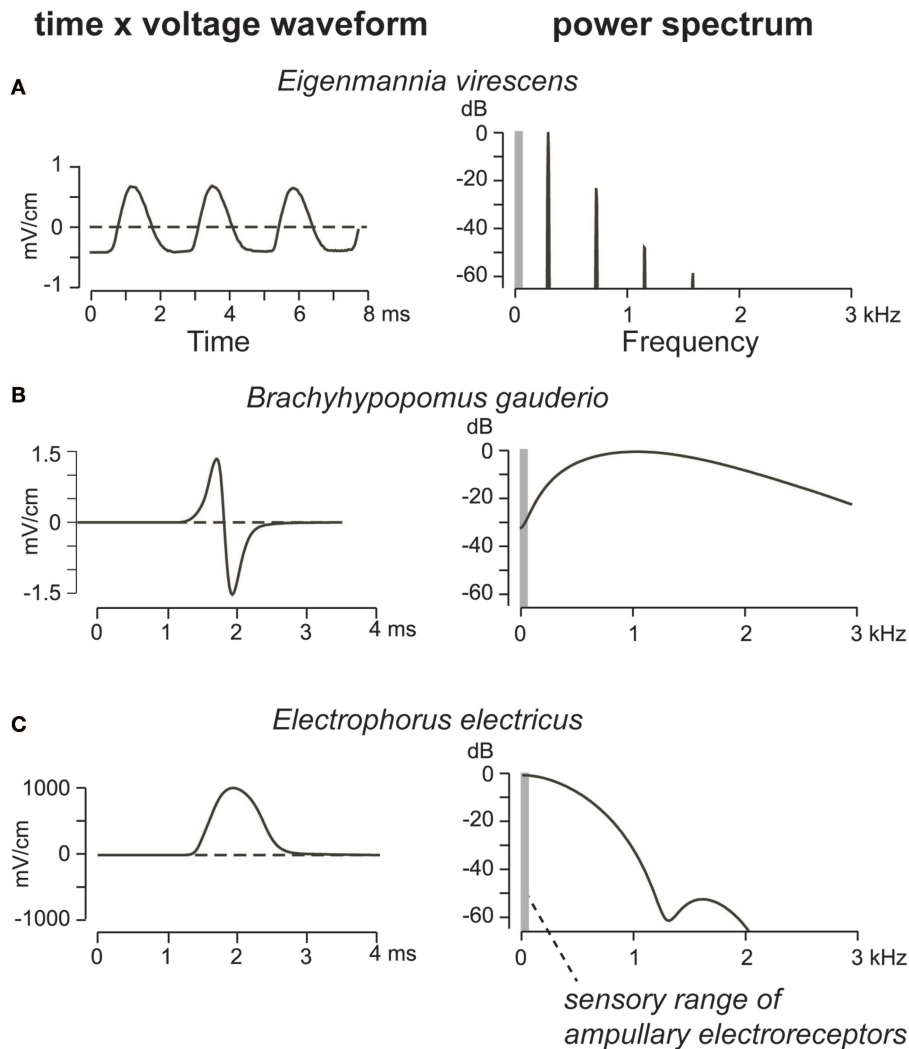 time x voltage waveform
power spectrum
A
Eigenmannia virescens
dB
1
0
-1
mV/cm
0 2 4 6 8 ms
Time
0
-20
-40
-60
0 1 2 3 kHz
Frequency
B
Brachyhypopomus gauderio
dB
1.5
0
-1.5
mV/cm
0 1 2 3 4 ms
0
-20
-40
-60
0 1 2 3 kHz
C
Electrophorus electricus
dB
1000
0
-1000
mV/cm
0 1 2 3 4 ms
0
-20
-40
-60
0 1 2 3 kHz
sensory range of
ampullary electroreceptors